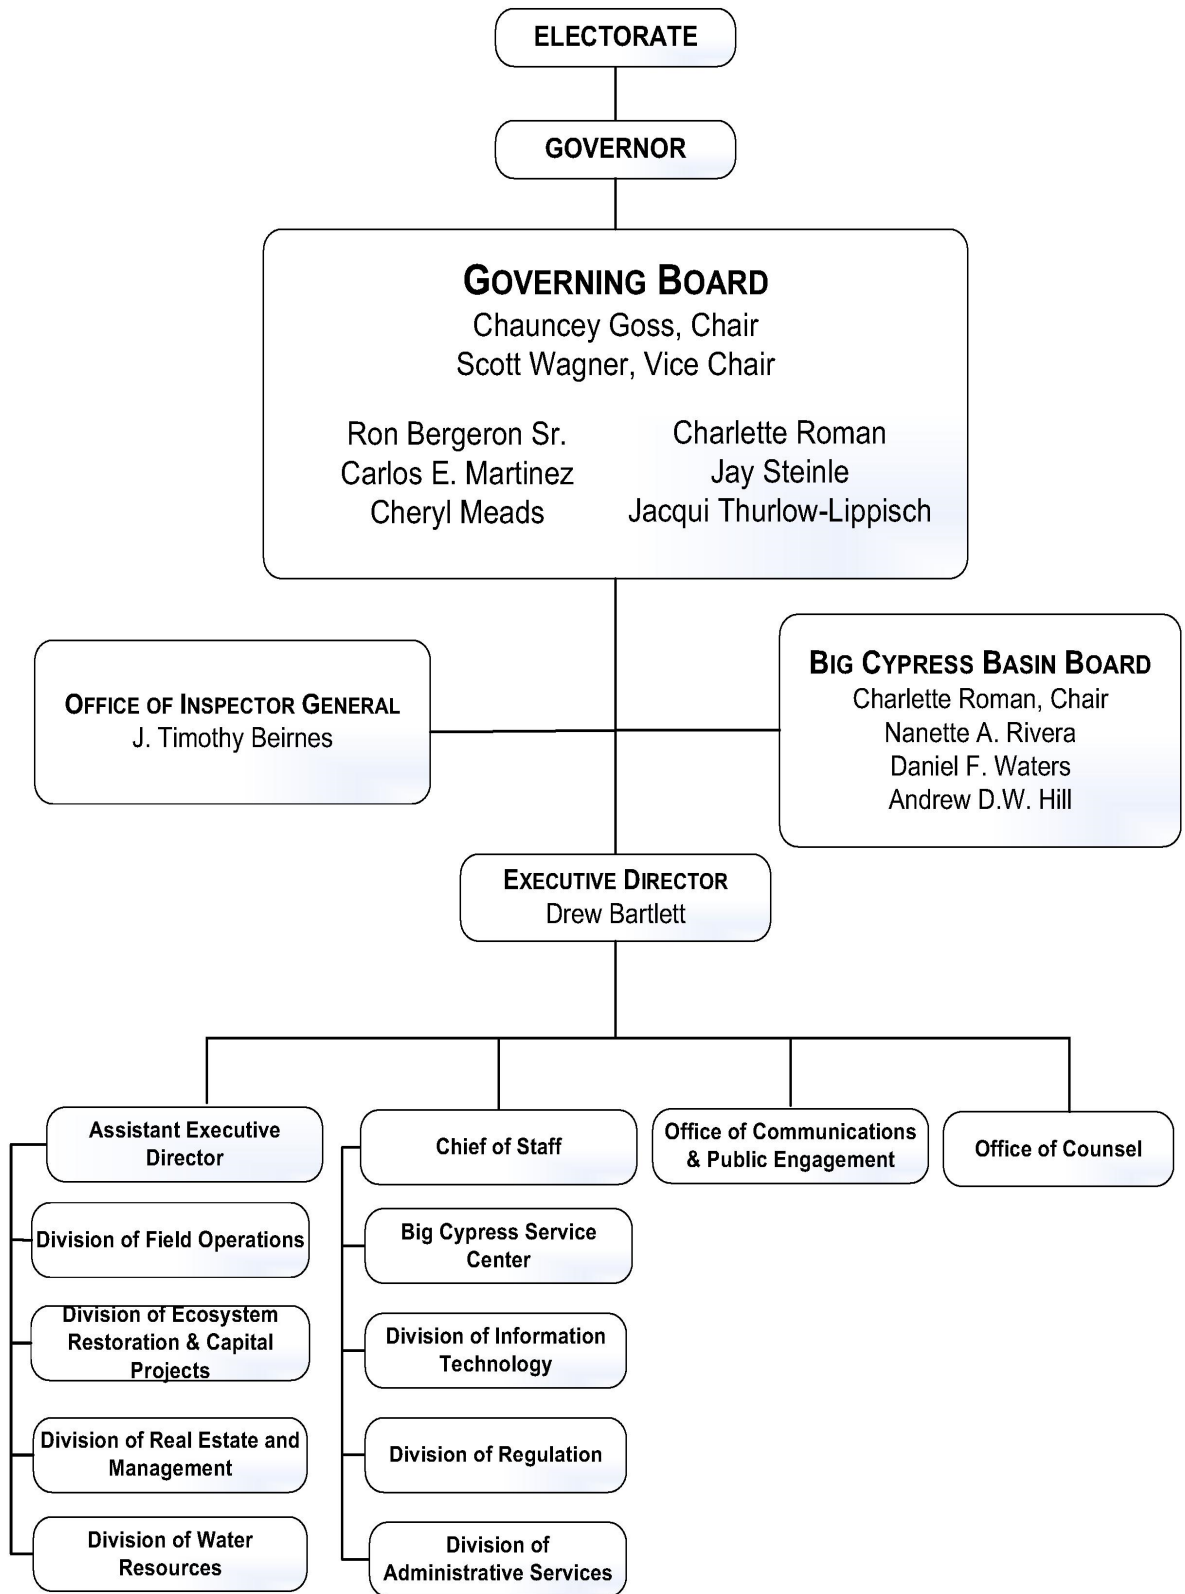 ELECTORATE
GOVERNOR
GOVERNING BOARD
Chauncey Goss, Chair
Scott Wagner, Vice Chair
Ron Bergeron Sr.
Carlos E. Martinez
Cheryl Meads
Charlette Roman
Jay Steinle
Jacqui Thurlow-Lippisch
OFFICE OF INSPECTOR GENERAL
J. Timothy Beirnes
BIG CYPRESS BASIN BOARD
Charlette Roman, Chair
Nanette A. Rivera
Daniel F. Waters
Andrew D.W. Hill
EXECUTIVE DIRECTOR
Drew Bartlett
Assistant Executive
Director
Division of Field Operations
Division of Ecosystem
Restoration & Capital
Projects
Division of Real Estate and
Management
Division of Water
Resources
Chief of Staff
Big Cypress Service
Center
Division of Information
Technology
Division of Regulation
Division of
Administrative Services
Office of Communications
& Public Engagement
Office of Counsel